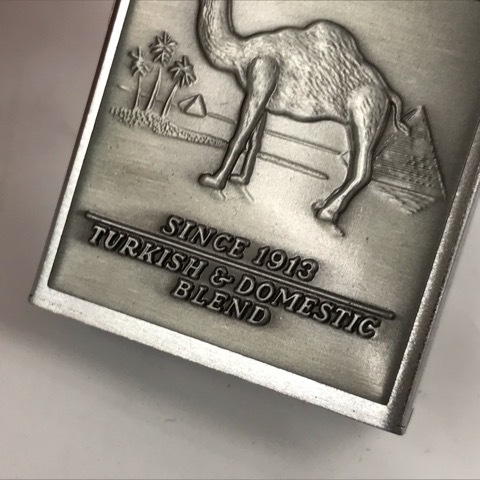 SINCE 1913
TURKISH & DOMESTIC
BLEND